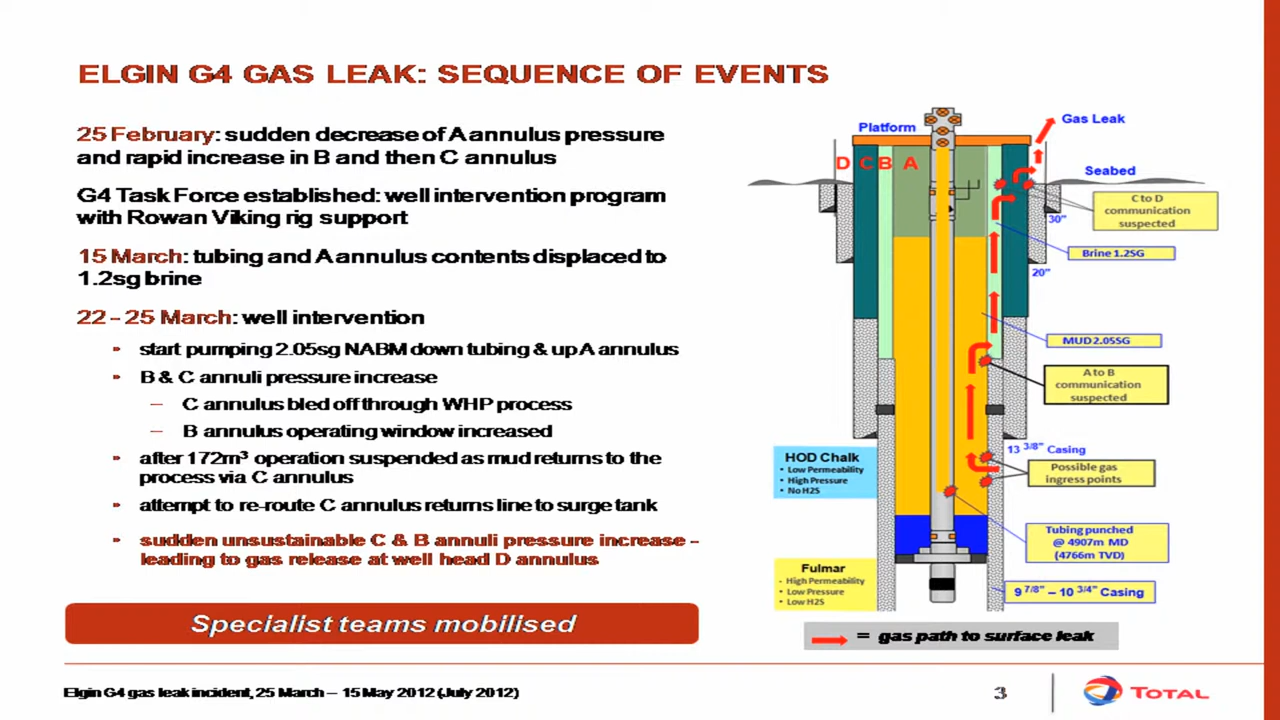 ELGIN G4 GAS LEAK: SEQUENCE OF EVENTS
25 February: sudden decrease of A annulus pressure
and rapid increase in B and then C annulus
G4 Task Force established: well intervention program
with Rowan Viking rig support
15 March: tubing and A annulus contents displaced to
1.2sg brine
22 – 25 March: well intervention
• start pumping 2.05sg NABM down tubing & up A annulus
• B & C annuli pressure increase
– C annulus bled off through WHP process
– B annulus operating window increased
• after 172m³ operation suspended as mud returns to the
process via C annulus
• attempt to re-route C annulus returns line to surge tank
• sudden unsustainable C & B annuli pressure increase -
leading to gas release at well head D annulus
Specialist teams mobilised
Platform
Gas Leak
D C B A
Seabed
C to D
communication
suspected
30"
Brine 1.2SG
20"
MUD 2.05SG
A to B
communication
suspected
13 3/8" Casing
HOD Chalk
• Low Permeability
• High Pressure
• No H2S
Possible gas
ingress points
Tubing punched
@ 4907m MD
(4766m TVD)
Fulmar
- High Permeability
• Low Pressure
• Low H2S
9 7/8" – 10 3/4" Casing
= gas path to surface leak
Elgin G4 gas leak incident, 25 March – 15 May 2012 (July 2012)
3
TOTAL